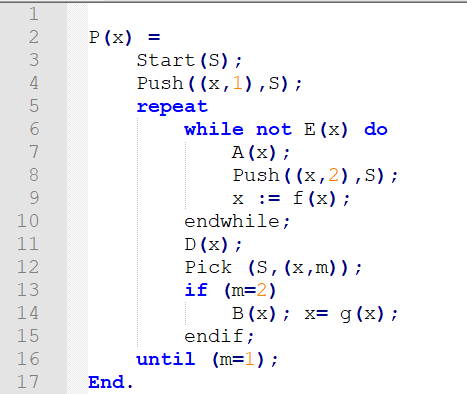 1
2 P(x) =
3 Start(S);
4 Push((x,1),S);
5 repeat
6 while not E(x) do
7 A(x);
8 Push((x,2),S);
9 x := f(x);
10 endwhile;
11 D(x);
12 Pick (S,(x,m));
13 if (m=2)
14 B(x); x= g(x);
15 endif;
16 until (m=1);
17 End.